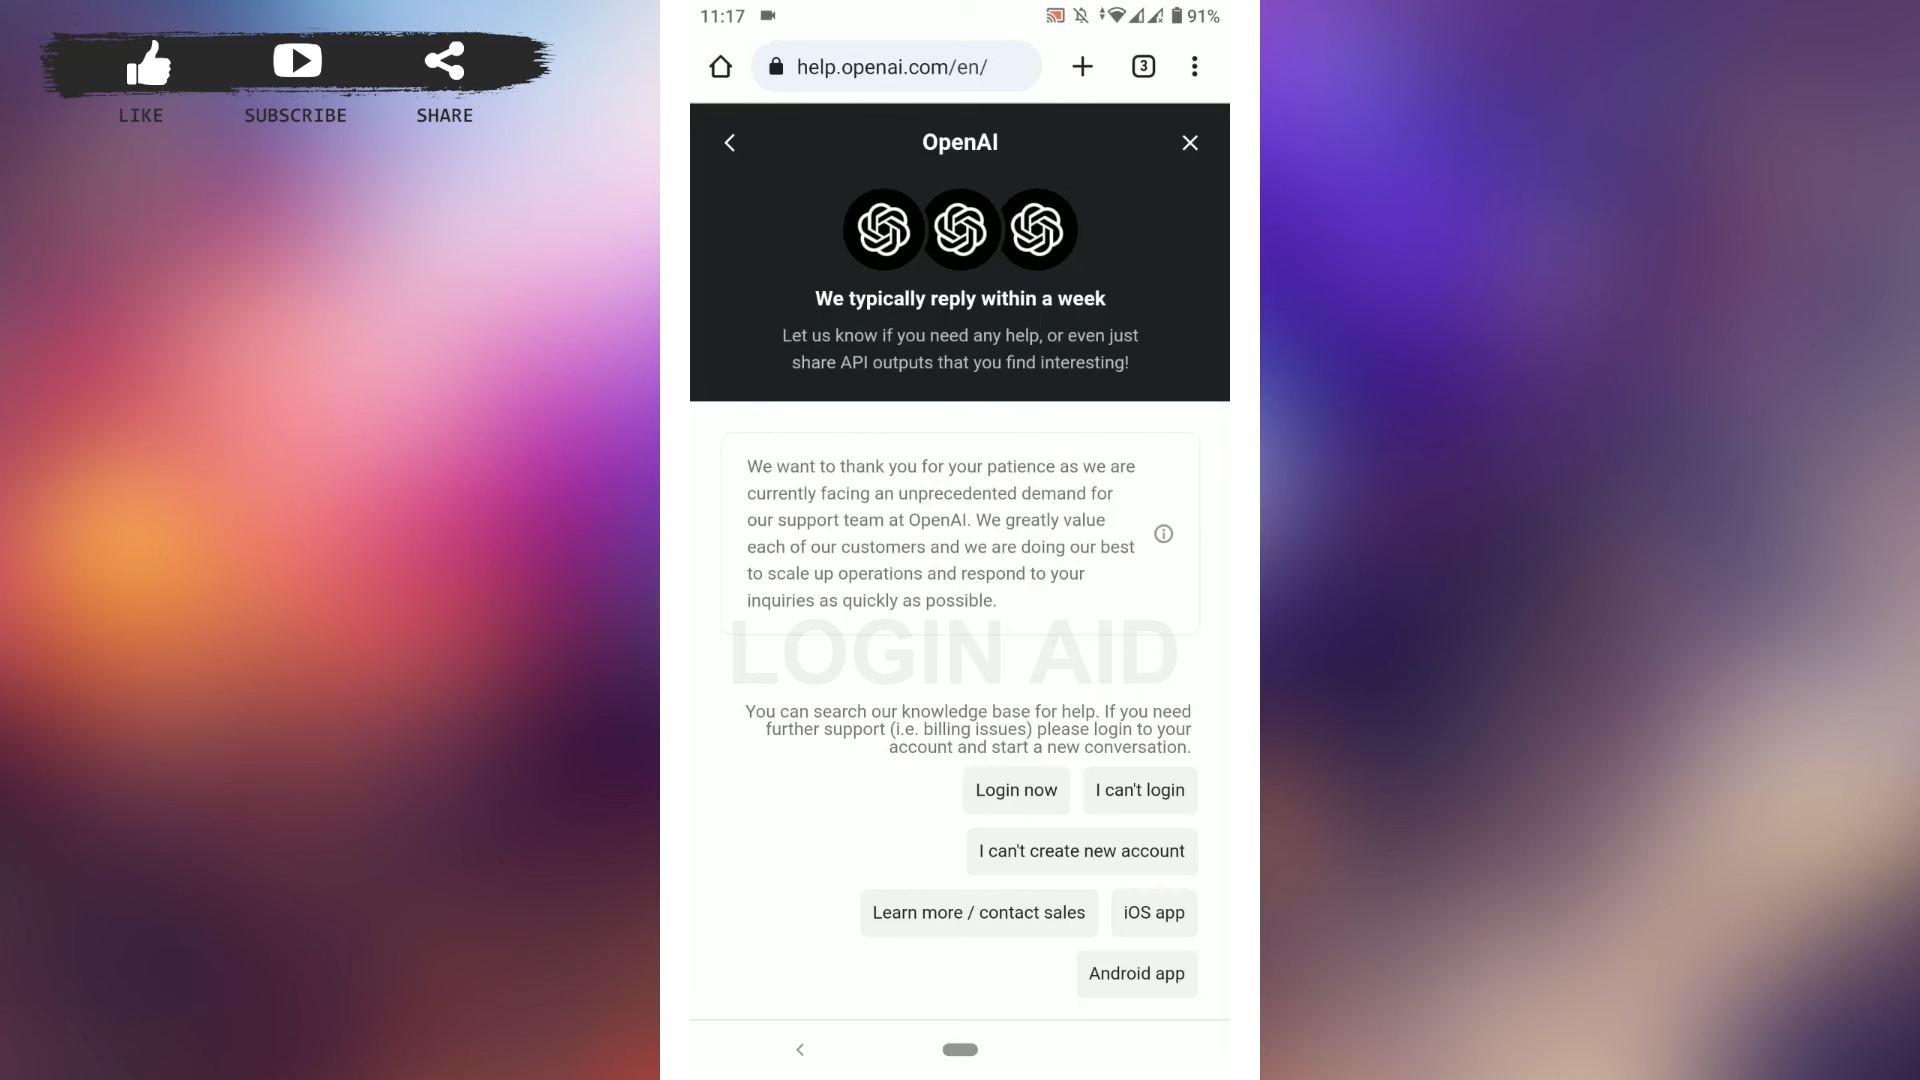 LIKE SUBSCRIBE SHARE
11:17 91%
help.openai.com/en/ 3
OpenAI
We typically reply within a week
Let us know if you need any help, or even just
share API outputs that you find interesting!
We want to thank you for your patience as we are
currently facing an unprecedented demand for
our support team at OpenAI. We greatly value
each of our customers and we are doing our best
to scale up operations and respond to your
inquiries as quickly as possible.
LOGIN AID
You can search our knowledge base for help. If you need
further support (i.e. billing issues) please login to your
account and start a new conversation.
Login now I can't login
I can't create new account
Learn more / contact sales iOS app
Android app